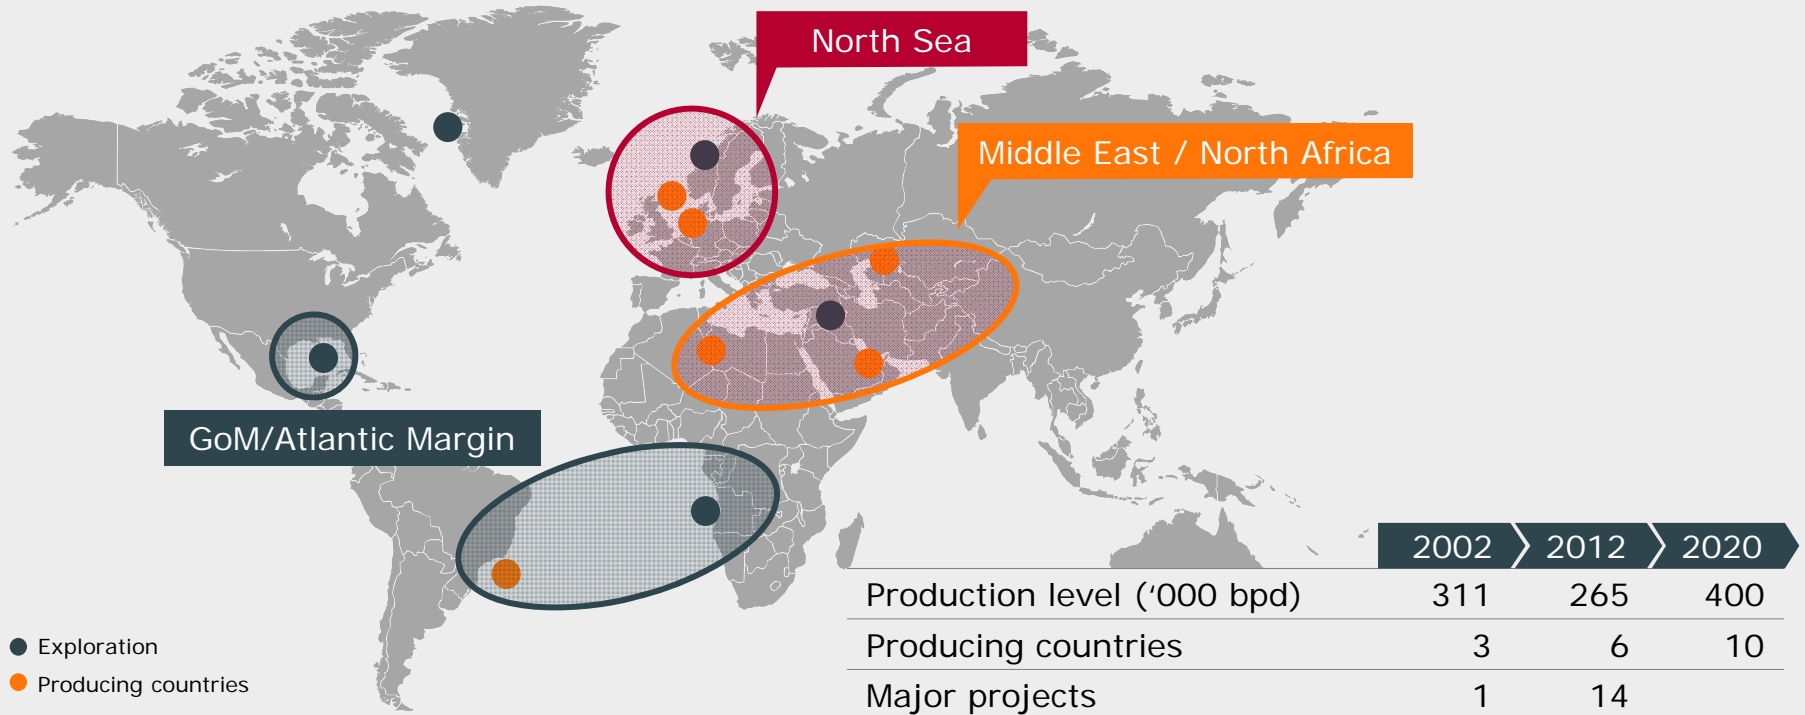 North Sea
Middle East / North Africa
GoM/Atlantic Margin
Exploration
Producing countries
2002 2012 2020
Production level (‘000 bpd) 311 265 400
Producing countries 3 6 10
Major projects 1 14